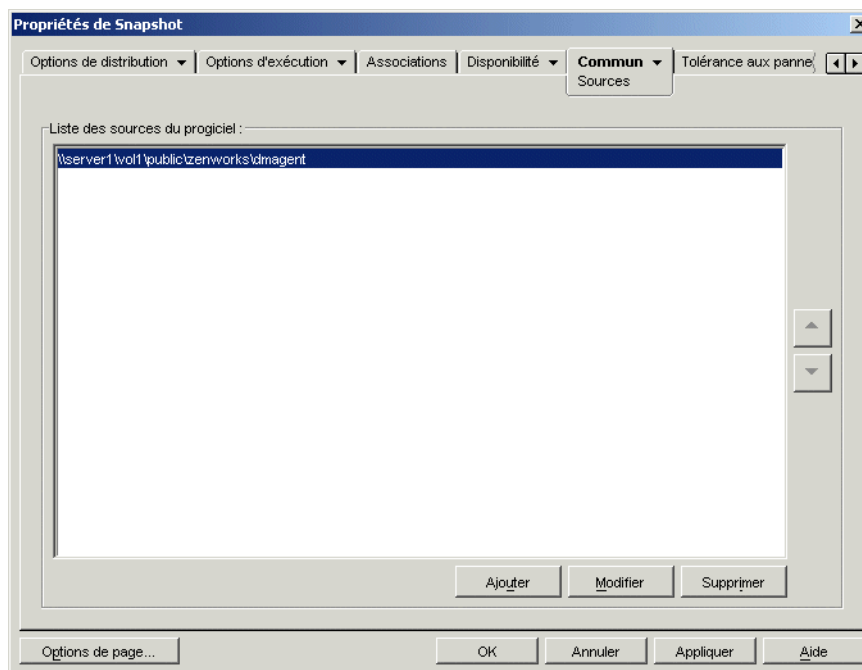 Propriétés de Snapshot
Options de distribution
Options d'exécution
Associations
Disponibilité
Commun
Sources
Tolérance aux panne
Liste des sources du progiciel :
\\server1\vol1\public\zenworks\dmagent
Ajouter
Modifier
Supprimer
Options de page...
OK
Annuler
Appliquer
Aide